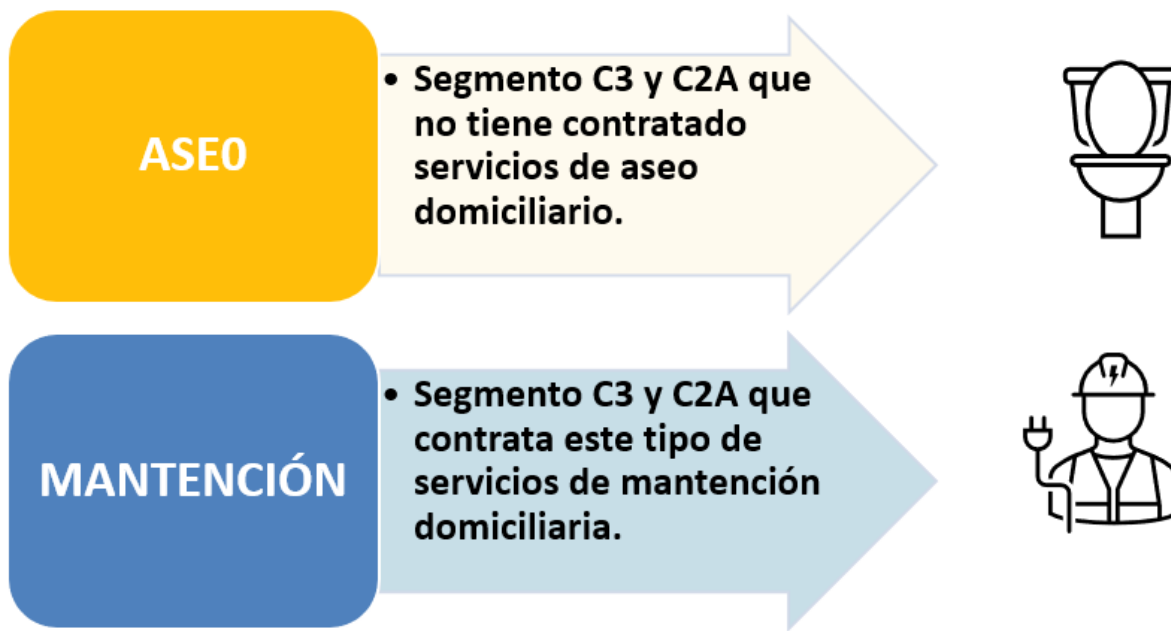 ASE0
• Segmento C3 y C2A que
no tiene contratado
servicios de aseo
domiciliario.
MANTENCIÓN
• Segmento C3 y C2A que
contrata este tipo de
servicios de mantención
domiciliaria.